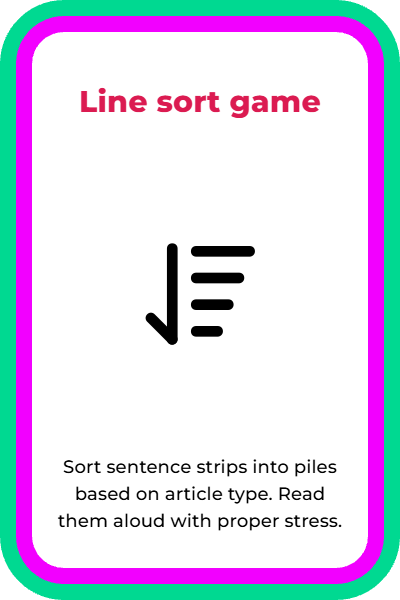 Line sort game
Sort sentence strips into piles
based on article type. Read
them aloud with proper stress.